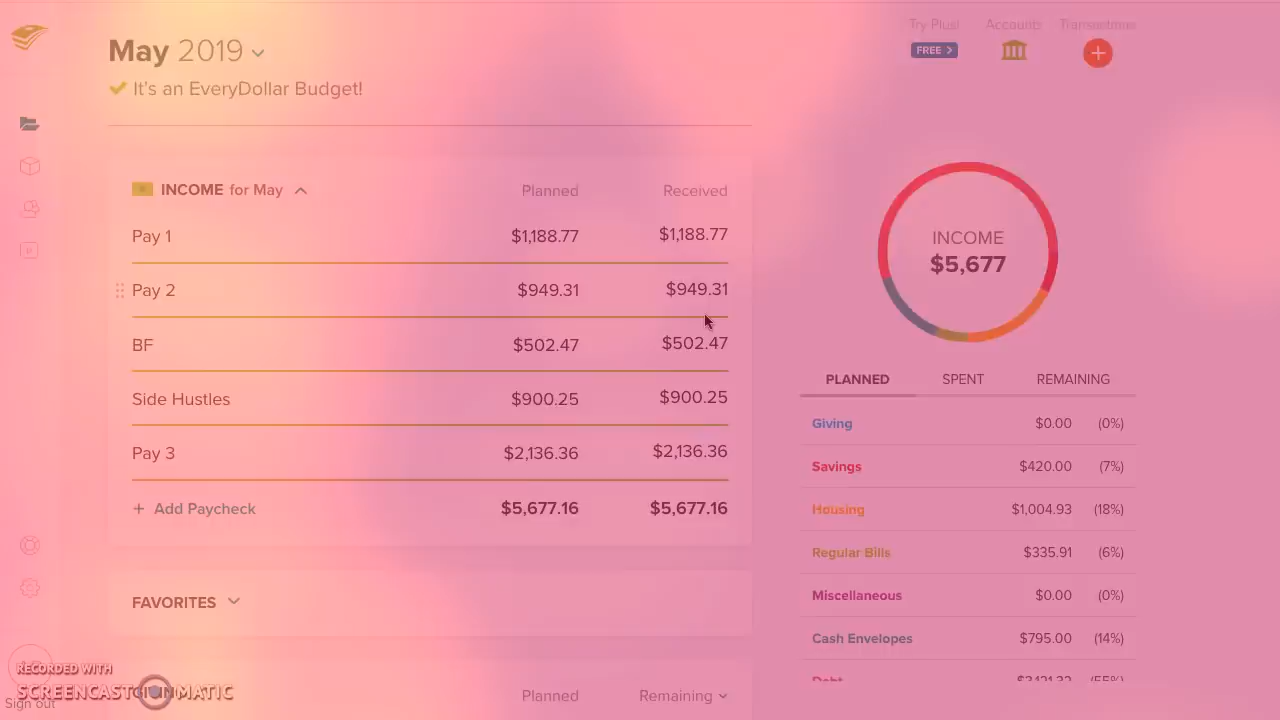 May 2019
Try Plus!
Accounts
Transactions
FREE >
It's an EveryDollar Budget!
INCOME for May
Planned
Received
Pay 1 $1,188.77 $1,188.77
Pay 2 $949.31 $949.31
BF $502.47 $502.47
Side Hustles $900.25 $900.25
Pay 3 $2,136.36 $2,136.36
+ Add Paycheck $5,677.16 $5,677.16
FAVORITES
Planned
Remaining
INCOME
$5,677
PLANNED
SPENT
REMAINING
Giving $0.00 (0%)
Savings $420.00 (7%)
Housing $1,004.93 (18%)
Regular Bills $335.91 (6%)
Miscellaneous $0.00 (0%)
Cash Envelopes $795.00 (14%)
Debt $3,121.32 (55%)
RECORDED WITH
SCREENCAST MATIC
Sign out